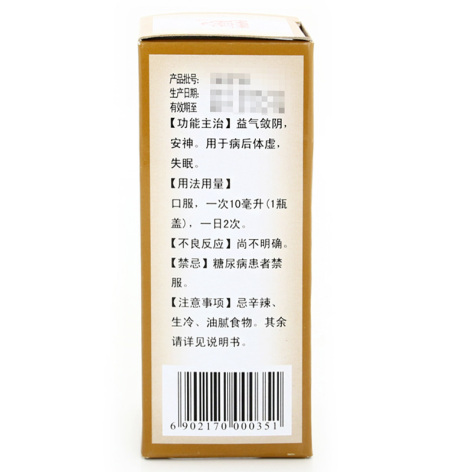 产品批号:
生产日期:
有效期至
【功能主治】益气敛阴,
安神。用于病后体虚,
失眠。
【用法用量】
口服,一次10毫升(1瓶
盖),一日2次。
【不良反应】尚不明确。
【禁忌】糖尿病患者禁
服。
【注意事项】忌辛辣、
生冷、油腻食物。其余
请详见说明书。
6 902170 000351